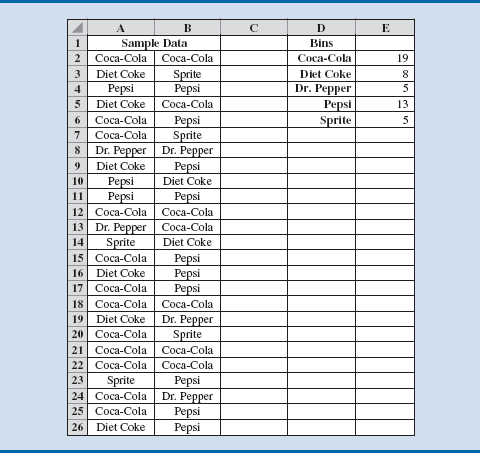 A B C D E
1 Sample Data Bins
2 Coca-Cola Coca-Cola Coca-Cola 19
3 Diet Coke Sprite Diet Coke 8
4 Pepsi Pepsi Dr. Pepper 5
5 Diet Coke Coca-Cola Pepsi 13
6 Coca-Cola Pepsi Sprite 5
7 Coca-Cola Sprite
8 Dr. Pepper Dr. Pepper
9 Diet Coke Pepsi
10 Pepsi Diet Coke
11 Pepsi Pepsi
12 Coca-Cola Coca-Cola
13 Dr. Pepper Coca-Cola
14 Sprite Diet Coke
15 Coca-Cola Pepsi
16 Diet Coke Pepsi
17 Coca-Cola Pepsi
18 Coca-Cola Coca-Cola
19 Diet Coke Dr. Pepper
20 Coca-Cola Sprite
21 Coca-Cola Coca-Cola
22 Coca-Cola Coca-Cola
23 Sprite Pepsi
24 Coca-Cola Dr. Pepper
25 Coca-Cola Pepsi
26 Diet Coke Pepsi